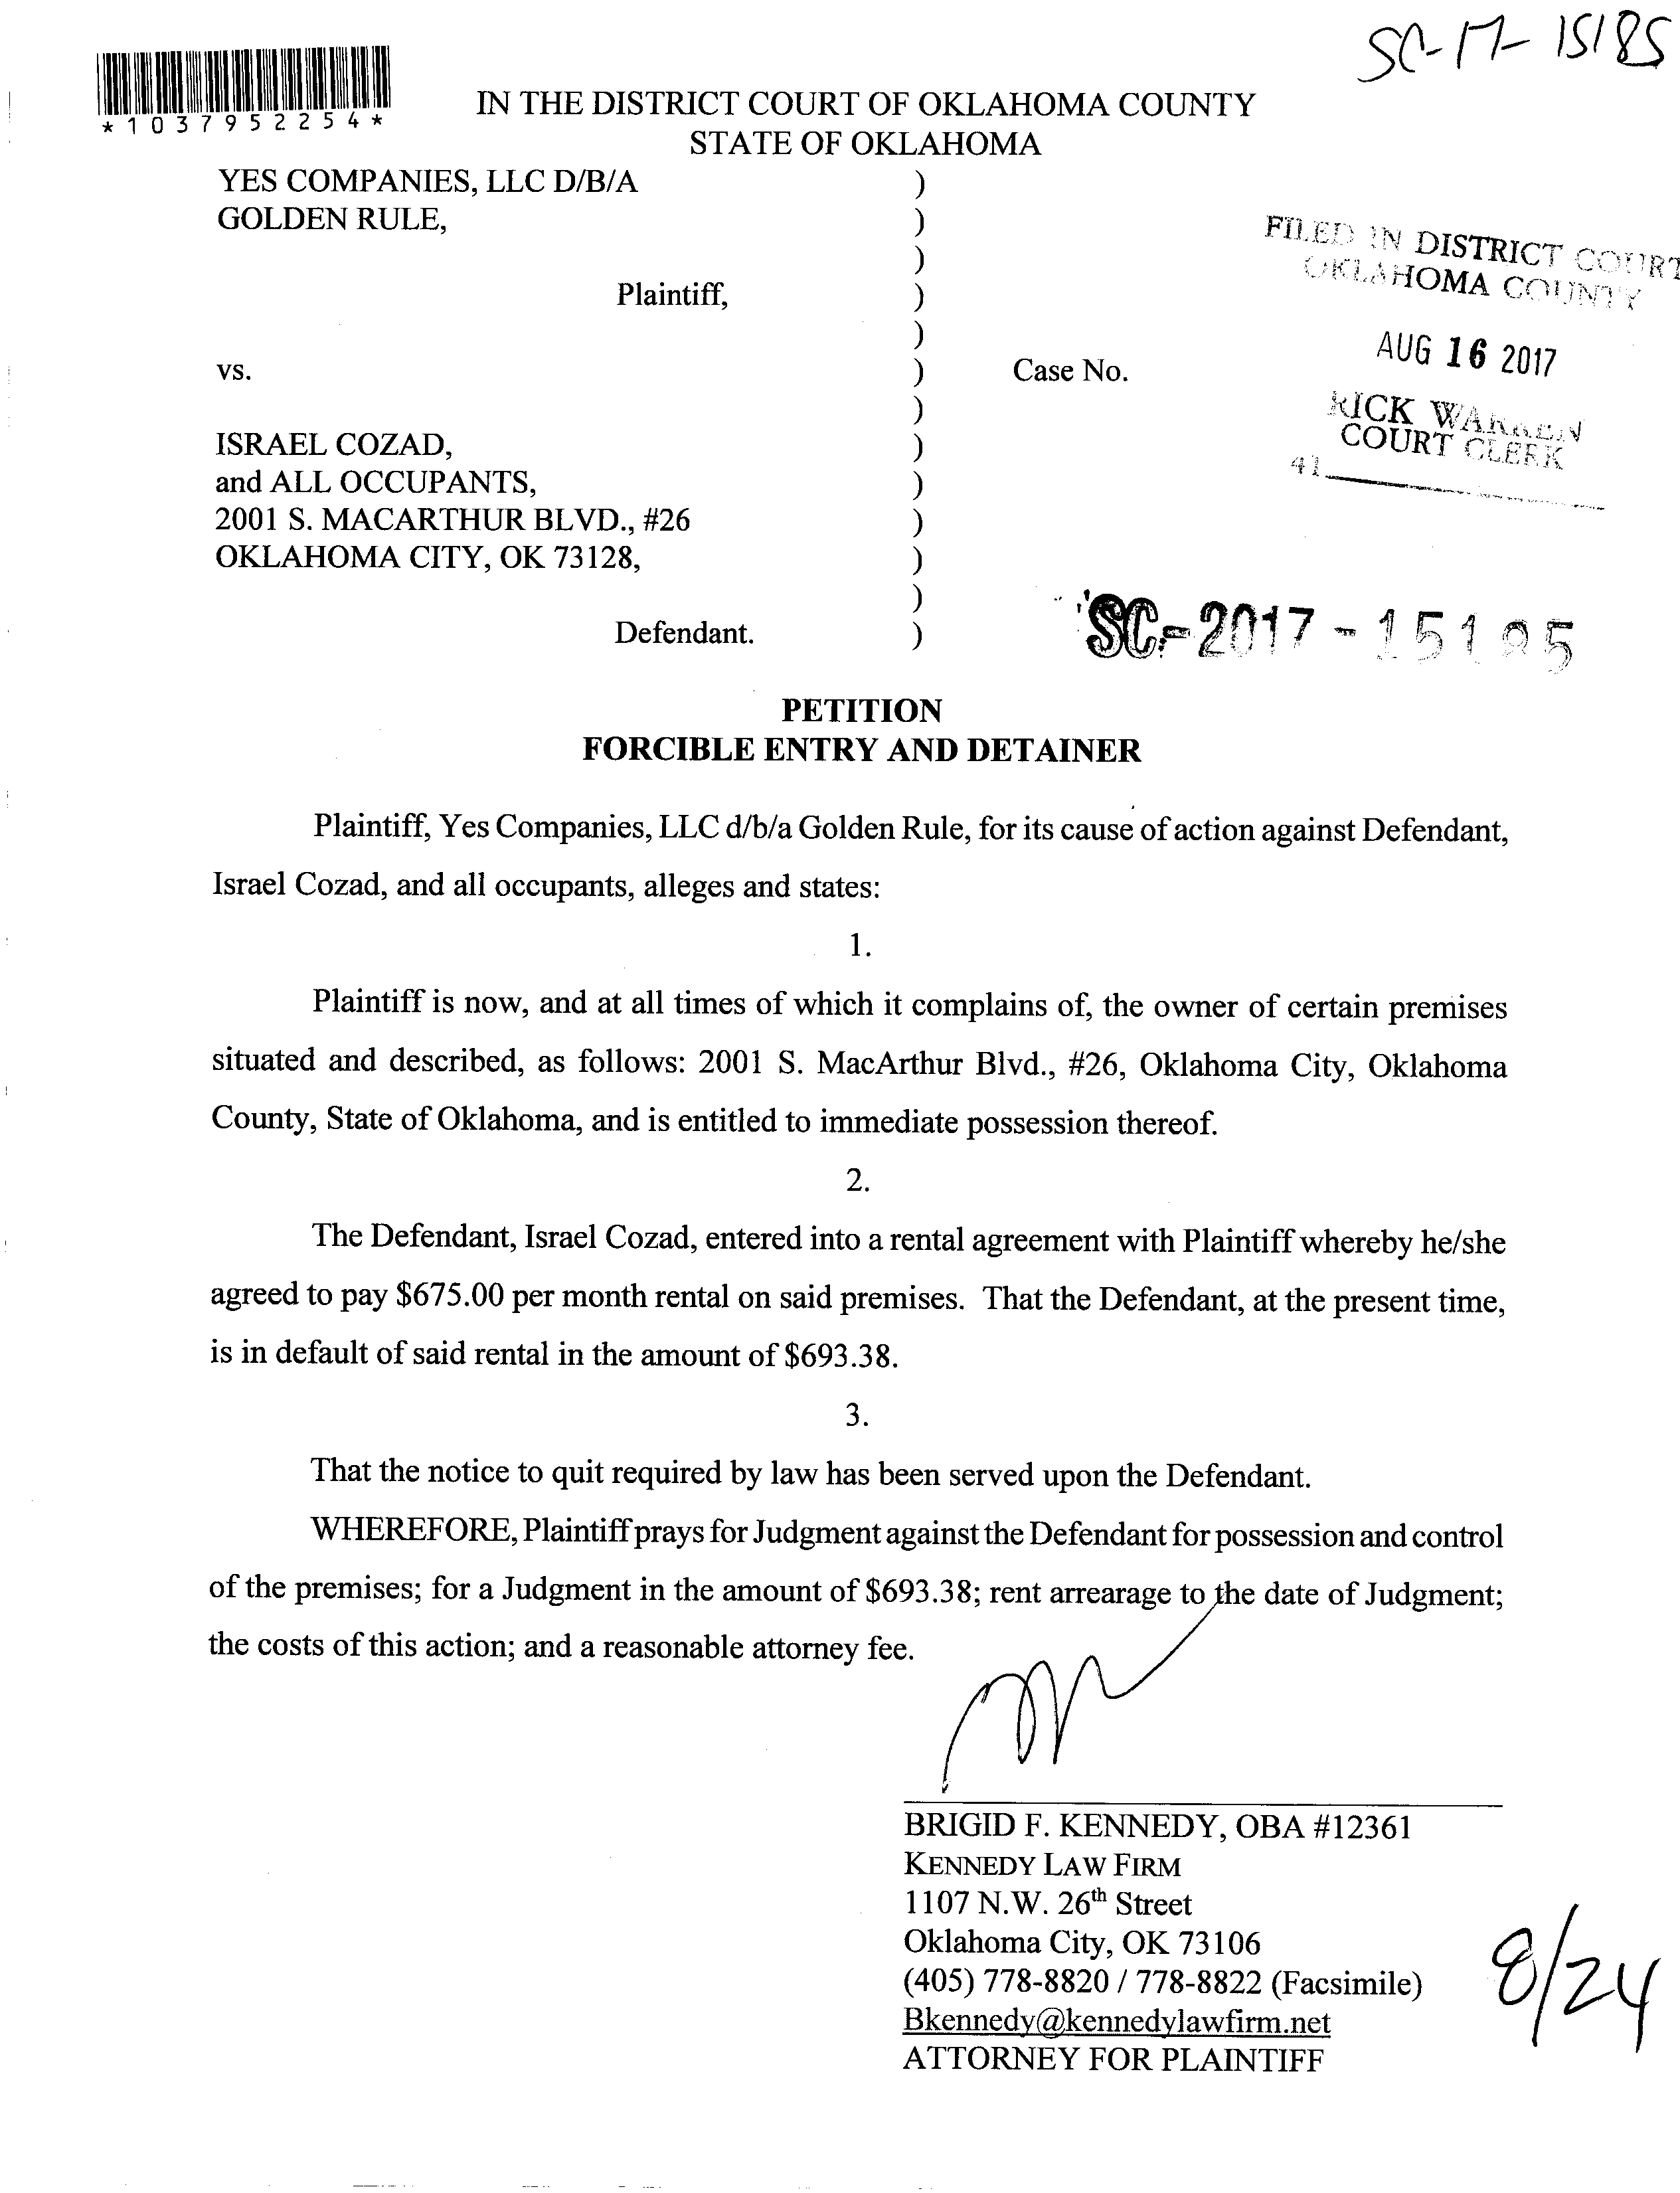 SC-17-15185
*1037952254*
IN THE DISTRICT COURT OF OKLAHOMA COUNTY
STATE OF OKLAHOMA
YES COMPANIES, LLC D/B/A )
GOLDEN RULE, )
)
Plaintiff, )
)
vs. ) Case No.
)
ISRAEL COZAD, )
and ALL OCCUPANTS, )
2001 S. MACARTHUR BLVD., #26 )
OKLAHOMA CITY, OK 73128, )
)
Defendant. )
FILED IN DISTRICT COURT
OKLAHOMA COUNTY
AUG 16 2017
RICK WARREN
COURT CLERK
41
SC-2017-15185
PETITION
FORCIBLE ENTRY AND DETAINER
Plaintiff, Yes Companies, LLC d/b/a Golden Rule, for its cause of action against Defendant,
Israel Cozad, and all occupants, alleges and states:
1.
Plaintiff is now, and at all times of which it complains of, the owner of certain premises
situated and described, as follows: 2001 S. MacArthur Blvd., #26, Oklahoma City, Oklahoma
County, State of Oklahoma, and is entitled to immediate possession thereof.
2.
The Defendant, Israel Cozad, entered into a rental agreement with Plaintiff whereby he/she
agreed to pay $675.00 per month rental on said premises. That the Defendant, at the present time,
is in default of said rental in the amount of $693.38.
3.
That the notice to quit required by law has been served upon the Defendant.
WHEREFORE, Plaintiff prays for Judgment against the Defendant for possession and control
of the premises; for a Judgment in the amount of $693.38; rent arrearage to the date of Judgment;
the costs of this action; and a reasonable attorney fee.
BRIGID F. KENNEDY, OBA #12361
KENNEDY LAW FIRM
1107 N.W. 26th Street
Oklahoma City, OK 73106
(405) 778-8820 / 778-8822 (Facsimile)
Bkennedy@kennedylawfirm.net
ATTORNEY FOR PLAINTIFF
8/24